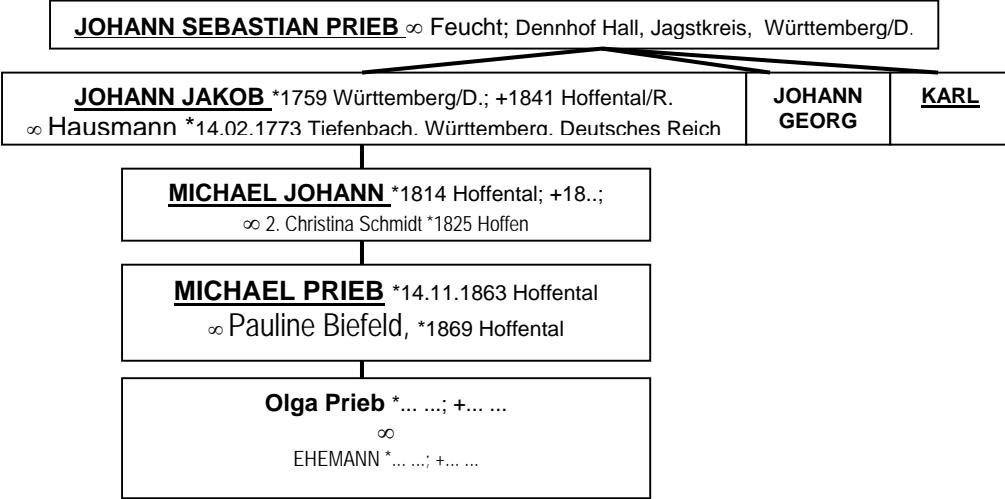 JOHANN SEBASTIAN PRIEB ∞ Feucht; Dennhof Hall, Jagstkreis, Württemberg/D.
JOHANN JAKOB *1759 Württemberg/D.; +1841 Hoffental/R.
∞ Hausmann *14.02.1773 Tiefenbach, Württemberg, Deutsches Reich
JOHANN
GEORG
KARL
MICHAEL JOHANN *1814 Hoffental; +18..;
∞ 2. Christina Schmidt *1825 Hoffen
MICHAEL PRIEB *14.11.1863 Hoffental
∞ Pauline Biefeld, *1869 Hoffental
Olga Prieb *... ...; +... ...
∞
EHEMANN *... ...; +... ...